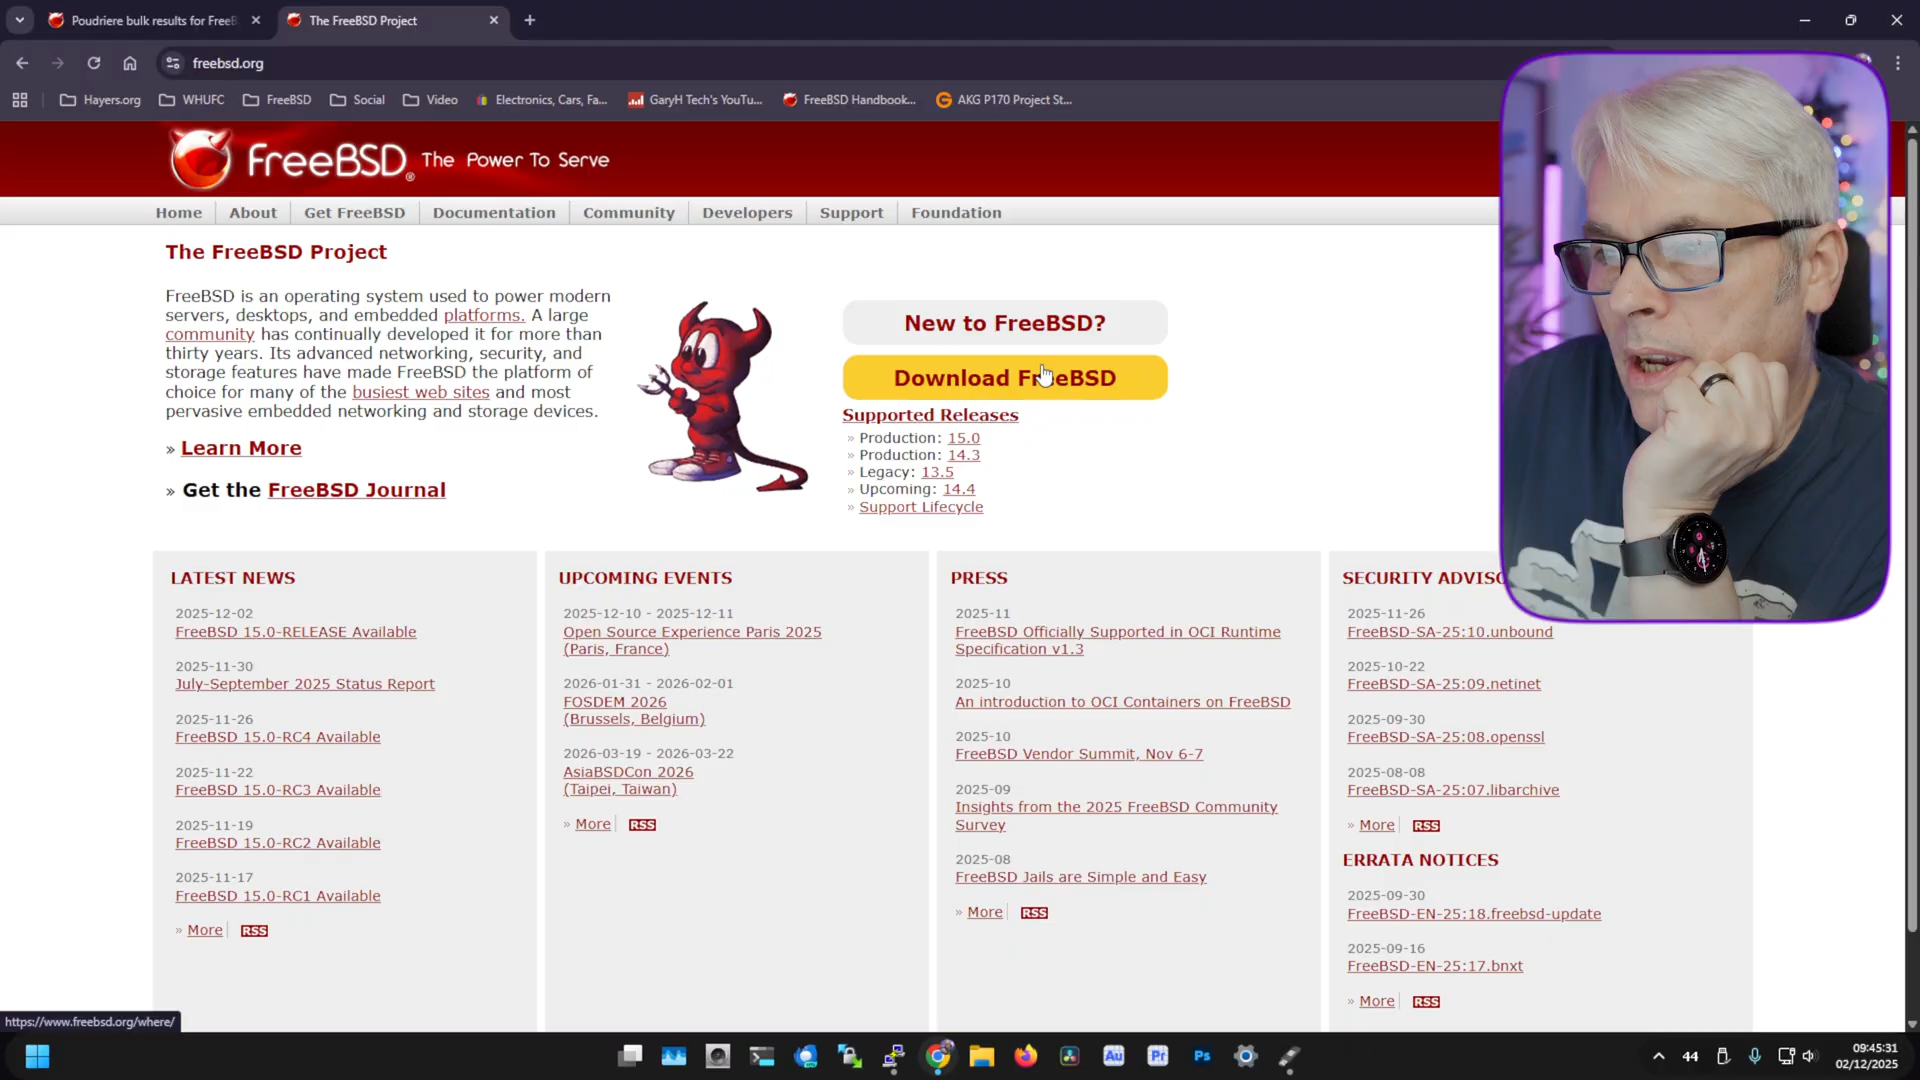 Poudriere bulk results for FreeB
The FreeBSD Project
freebsd.org
Hayers.org
WHUFC
FreeBSD
Social
Video
Electronics, Cars, Fa...
GaryH Tech's YouTu...
FreeBSD Handbook...
AKG P170 Project St...
FreeBSD® The Power To Serve
Home
About
Get FreeBSD
Documentation
Community
Developers
Support
Foundation
The FreeBSD Project
FreeBSD is an operating system used to power modern
servers, desktops, and embedded platforms. A large
community has continually developed it for more than
thirty years. Its advanced networking, security, and
storage features have made FreeBSD the platform of
choice for many of the busiest web sites and most
pervasive embedded networking and storage devices.
» Learn More
» Get the FreeBSD Journal
New to FreeBSD?
Download FreeBSD
Supported Releases
» Production: 15.0
» Production: 14.3
» Legacy: 13.5
» Upcoming: 14.4
» Support Lifecycle
LATEST NEWS
2025-12-02
FreeBSD 15.0-RELEASE Available
2025-11-30
July-September 2025 Status Report
2025-11-26
FreeBSD 15.0-RC4 Available
2025-11-22
FreeBSD 15.0-RC3 Available
2025-11-19
FreeBSD 15.0-RC2 Available
2025-11-17
FreeBSD 15.0-RC1 Available
» More RSS
UPCOMING EVENTS
2025-12-10 - 2025-12-11
Open Source Experience Paris 2025
(Paris, France)
2026-01-31 - 2026-02-01
FOSDEM 2026
(Brussels, Belgium)
2026-03-19 - 2026-03-22
AsiaBSDCon 2026
(Taipei, Taiwan)
» More RSS
PRESS
2025-11
FreeBSD Officially Supported in OCI Runtime
Specification v1.3
2025-10
An introduction to OCI Containers on FreeBSD
2025-10
FreeBSD Vendor Summit, Nov 6-7
2025-09
Insights from the 2025 FreeBSD Community
Survey
2025-08
FreeBSD Jails are Simple and Easy
» More RSS
SECURITY ADVISO
2025-11-26
FreeBSD-SA-25:10.unbound
2025-10-22
FreeBSD-SA-25:09.netinet
2025-09-30
FreeBSD-SA-25:08.openssl
2025-08-08
FreeBSD-SA-25:07.libarchive
» More RSS
ERRATA NOTICES
2025-09-30
FreeBSD-EN-25:18.freebsd-update
2025-09-16
FreeBSD-EN-25:17.bnxt
» More RSS
https://www.freebsd.org/where/
Au
Pr
Ps
44
09:45:31
02/12/2025